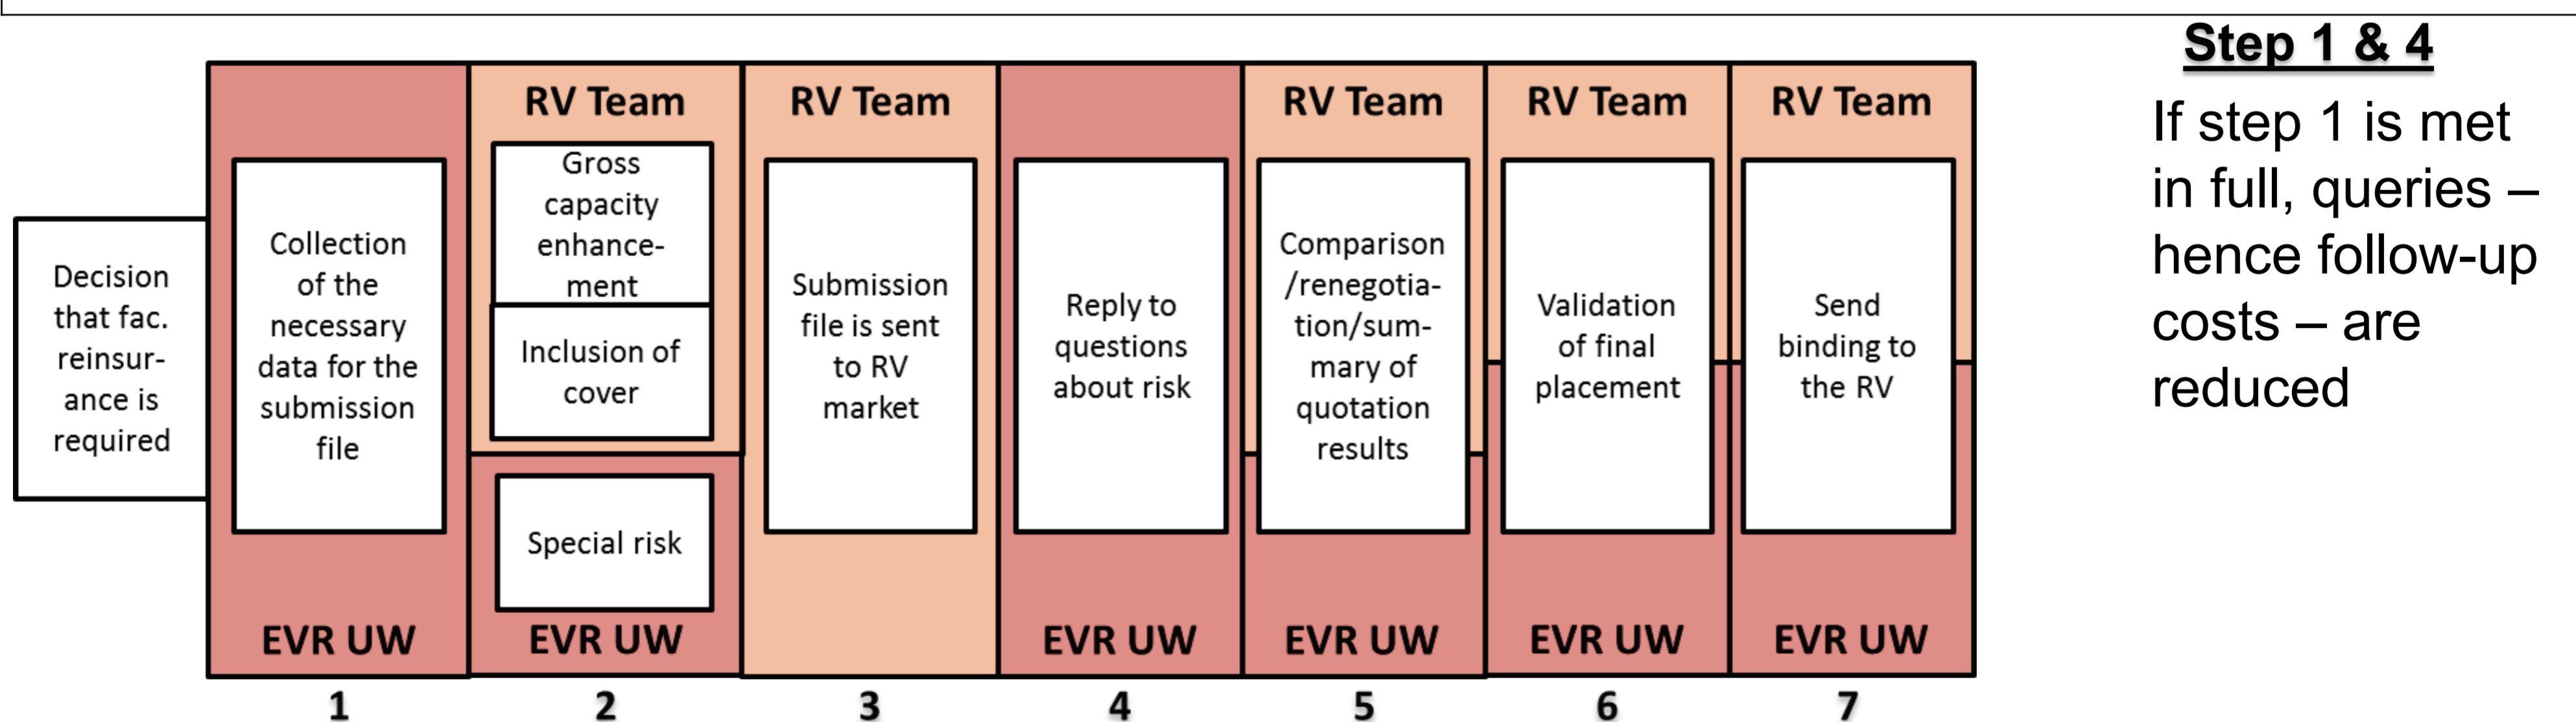 Decision
that fac.
reinsur-
ance is
required
Collection
of the
necessary
data for the
submission
file
EVR UW
1
RV Team
Gross
capacity
enhance-
ment
Inclusion of
cover
Special risk
EVR UW
2
RV Team
Submission
file is sent
to RV
market
3
Reply to
questions
about risk
EVR UW
4
RV Team
Comparison
/renegotia-
tion/sum-
mary of
quotation
results
EVR UW
5
RV Team
Validation
of final
placement
EVR UW
6
RV Team
Send
binding to
the RV
EVR UW
7
Step 1 & 4
If step 1 is met
in full, queries –
hence follow-up
costs – are
reduced